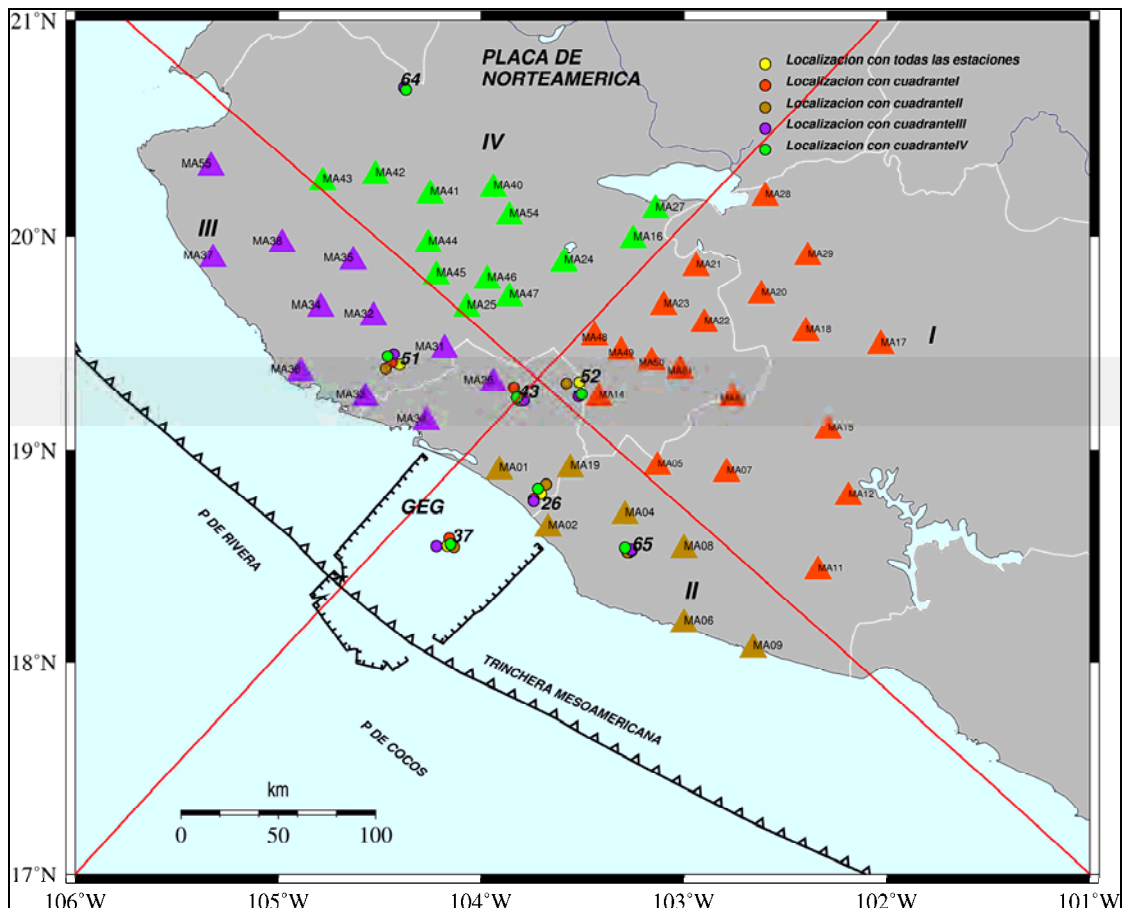 21°N
20°N
19°N
18°N
17°N
106°W
105°W
104°W
103°W
102°W
101°W
PLACA DE
NORTEAMERICA
Localizacion con todas las estaciones
Localizacion con cuadranteI
Localizacion con cuadranteII
Localizacion con cuadranteIII
Localizacion con cuadranteIV
64
IV
MA55
MA43
MA42
MA41
MA40
MA54
MA27
MA28
III
MA38
MA37
MA35
MA44
MA45
MA46
MA24
MA16
MA21
MA29
MA34
MA32
MA25
MA47
MA23
MA20
MA22
MA18
I
MA17
MA31
MA48
MA49
MA50
51
MA36
MA26
52
MA33
43
MA14
MA15
MA01
MA19
MA05
MA07
MA12
GEG
26
MA02
MA04
37
65
MA08
MA11
II
MA06
MA09
P DE RIVERA
TRINCHERA MESOAMERICANA
P DE COCOS
km
0 50 100